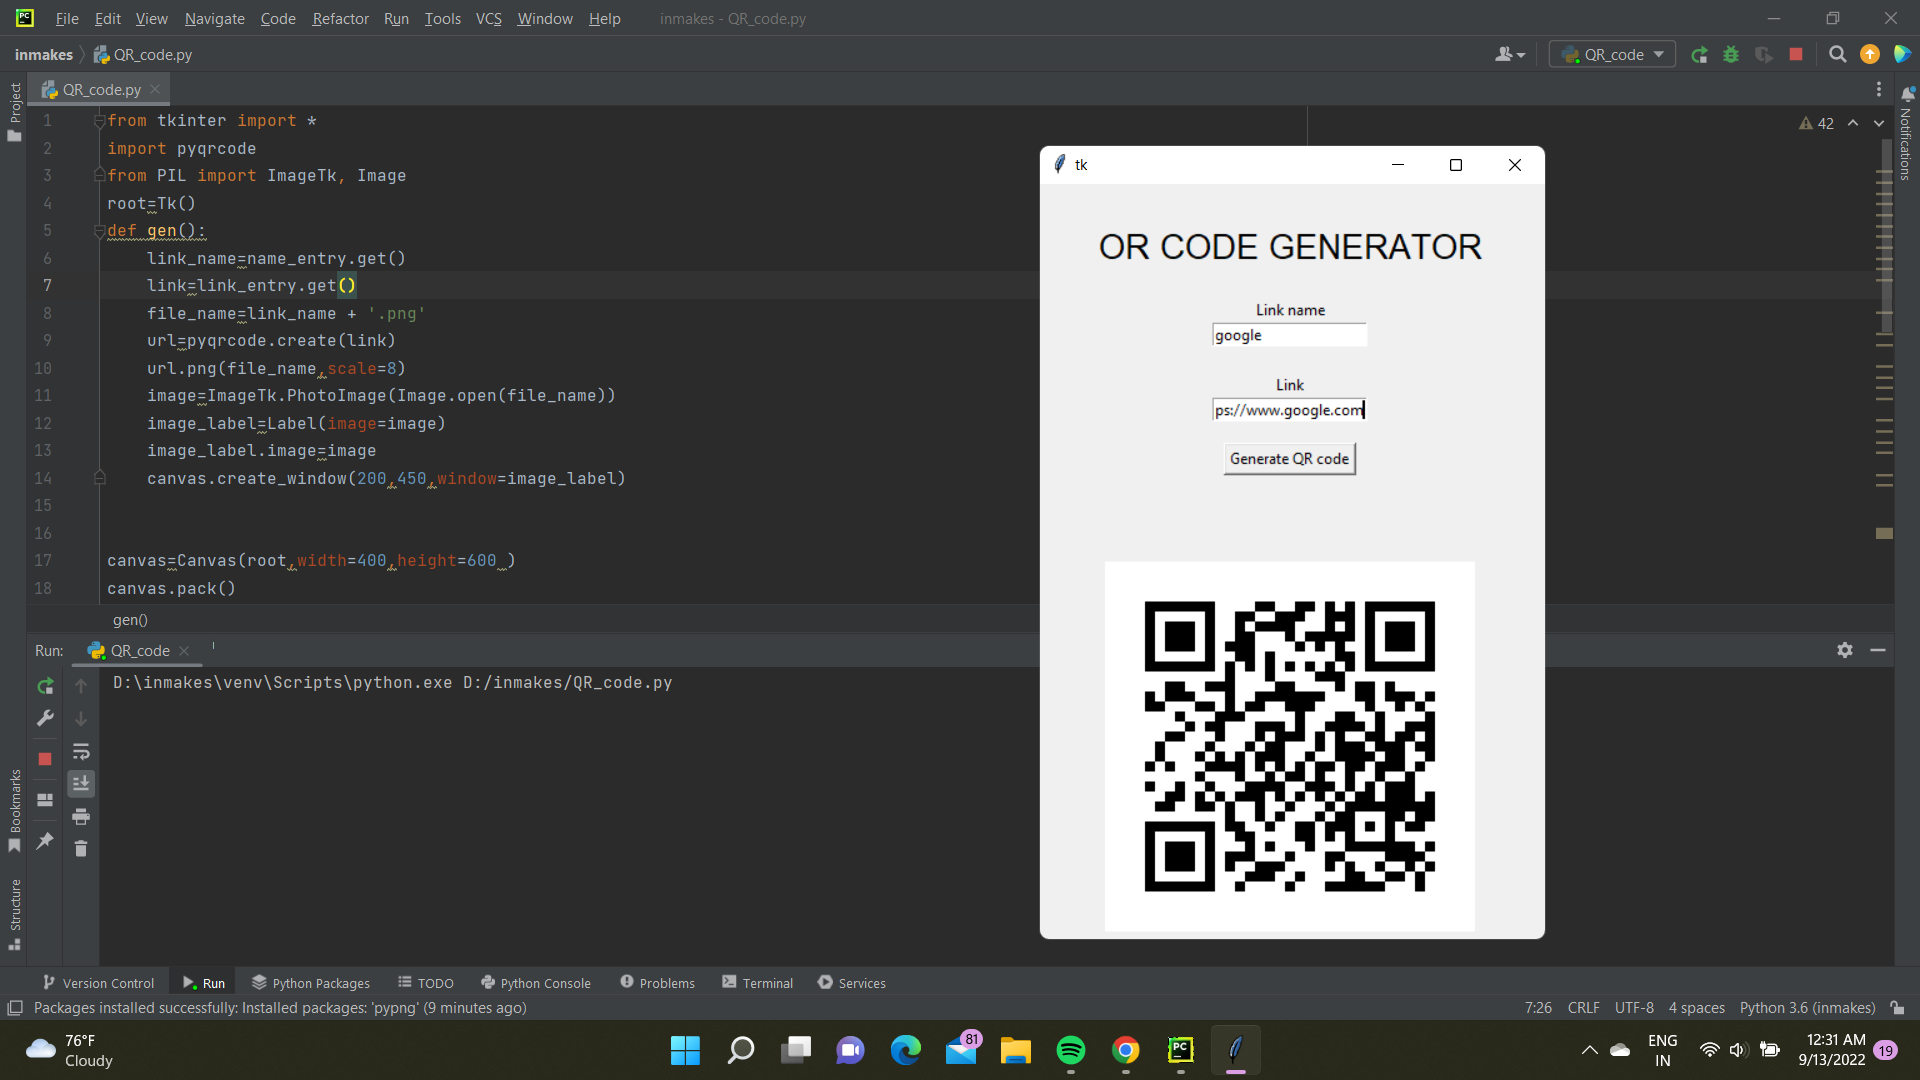 File Edit View Navigate Code Refactor Run Tools VCS Window Help inmakes - QR_code.py
inmakes QR_code.py QR_code
Project
QR_code.py
Notifications
42
1 from tkinter import *
2 import pyqrcode
3 from PIL import ImageTk, Image
4 root=Tk()
5 def gen():
6 link_name=name_entry.get()
7 link=link_entry.get()
8 file_name=link_name + '.png'
9 url=pyqrcode.create(link)
10 url.png(file_name,scale=8)
11 image=ImageTk.PhotoImage(Image.open(file_name))
12 image_label=Label(image=image)
13 image_label.image=image
14 canvas.create_window(200,450,window=image_label)
15
16
17 canvas=Canvas(root,width=400,height=600 )
18 canvas.pack()
gen()
tk
OR CODE GENERATOR
Link name
google
Link
ps://www.google.com
Generate QR code
Run: QR_code
D:\inmakes\venv\Scripts\python.exe D:/inmakes/QR_code.py
Bookmarks
Structure
Version Control Run Python Packages TODO Python Console Problems Terminal Services
Packages installed successfully: Installed packages: 'pypng' (9 minutes ago) 7:26 CRLF UTF-8 4 spaces Python 3.6 (inmakes)
76°F
Cloudy
81
PC
ENG
IN
12:31 AM
9/13/2022
19